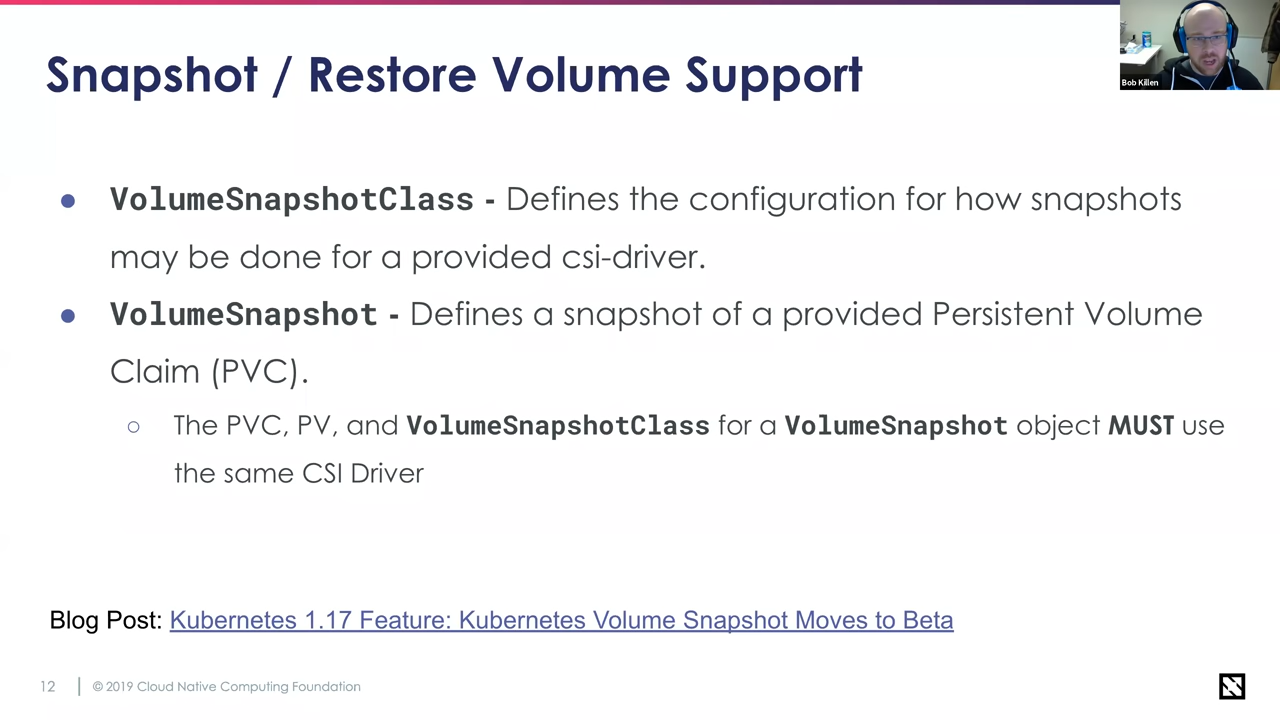 Snapshot / Restore Volume Support
Bob Killen
● VolumeSnapshotClass - Defines the configuration for how snapshots
may be done for a provided csi-driver.
● VolumeSnapshot - Defines a snapshot of a provided Persistent Volume
Claim (PVC).
○ The PVC, PV, and VolumeSnapshotClass for a VolumeSnapshot object MUST use
the same CSI Driver
Blog Post: Kubernetes 1.17 Feature: Kubernetes Volume Snapshot Moves to Beta
12 | © 2019 Cloud Native Computing Foundation